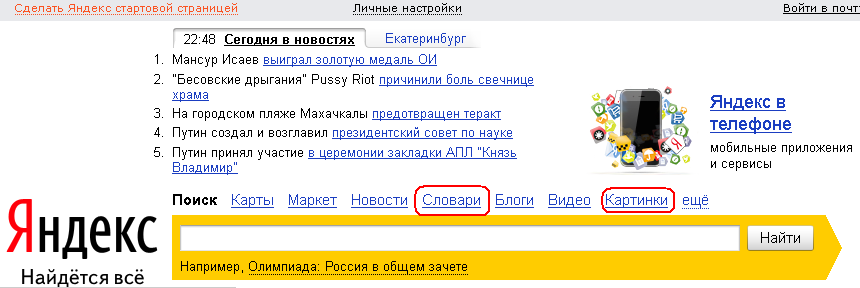 Сделать Яндекс стартовой страницей Личные настройки Войти в почт
22:48 Сегодня в новостях Екатеринбург
1. Мансур Исаев выиграл золотую медаль ОИ
2. "Бесовские дрыгания" Pussy Riot причинили боль свечнице
храма
3. На городском пляже Махачкалы предотвращен теракт
4. Путин создал и возглавил президентский совет по науке
5. Путин принял участие в церемонии закладки АПЛ "Князь
Владимир"
Яндекс в
телефоне
мобильные приложения
и сервисы
Поиск Карты Маркет Новости Словари Блоги Видео Картинки ещё
Яндекс
Найдётся всё
Найти
Например, Олимпиада: Россия в общем зачете